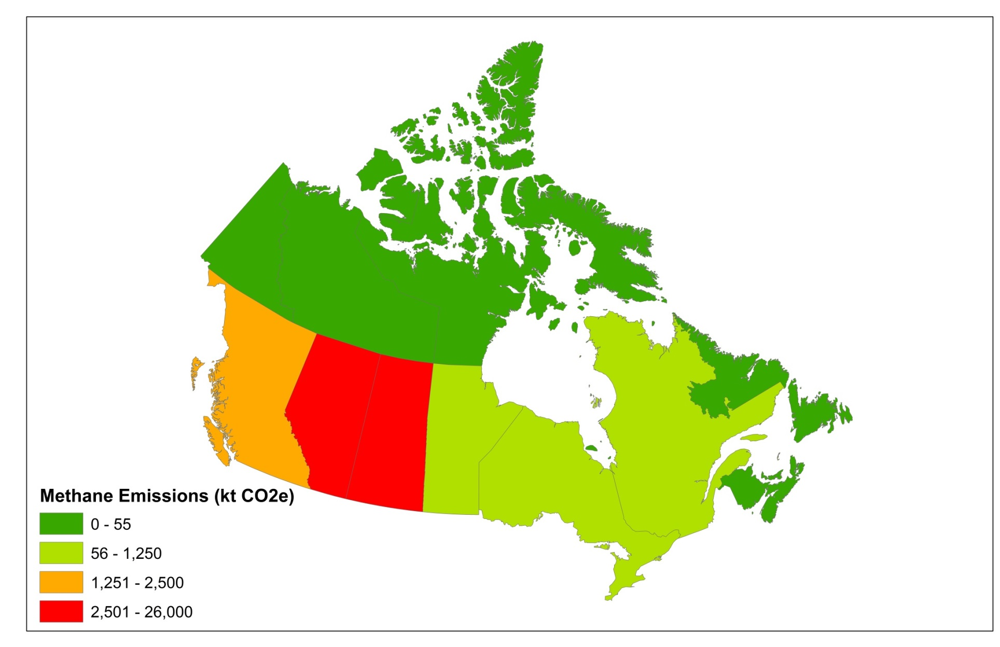 Methane Emissions (kt CO2e)
0 - 55
56 - 1,250
1,251 - 2,500
2,501 - 26,000